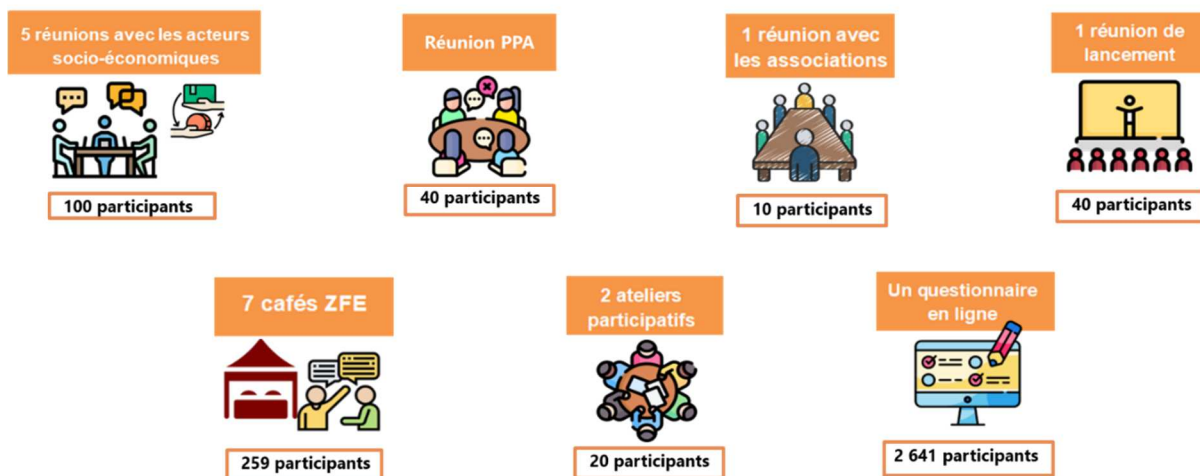 5 réunions avec les acteurs
socio-économiques
100 participants
Réunion PPA
40 participants
1 réunion avec
les associations
10 participants
1 réunion de
lancement
40 participants
7 cafés ZFE
259 participants
2 ateliers
participatifs
20 participants
Un questionnaire
en ligne
2 641 participants